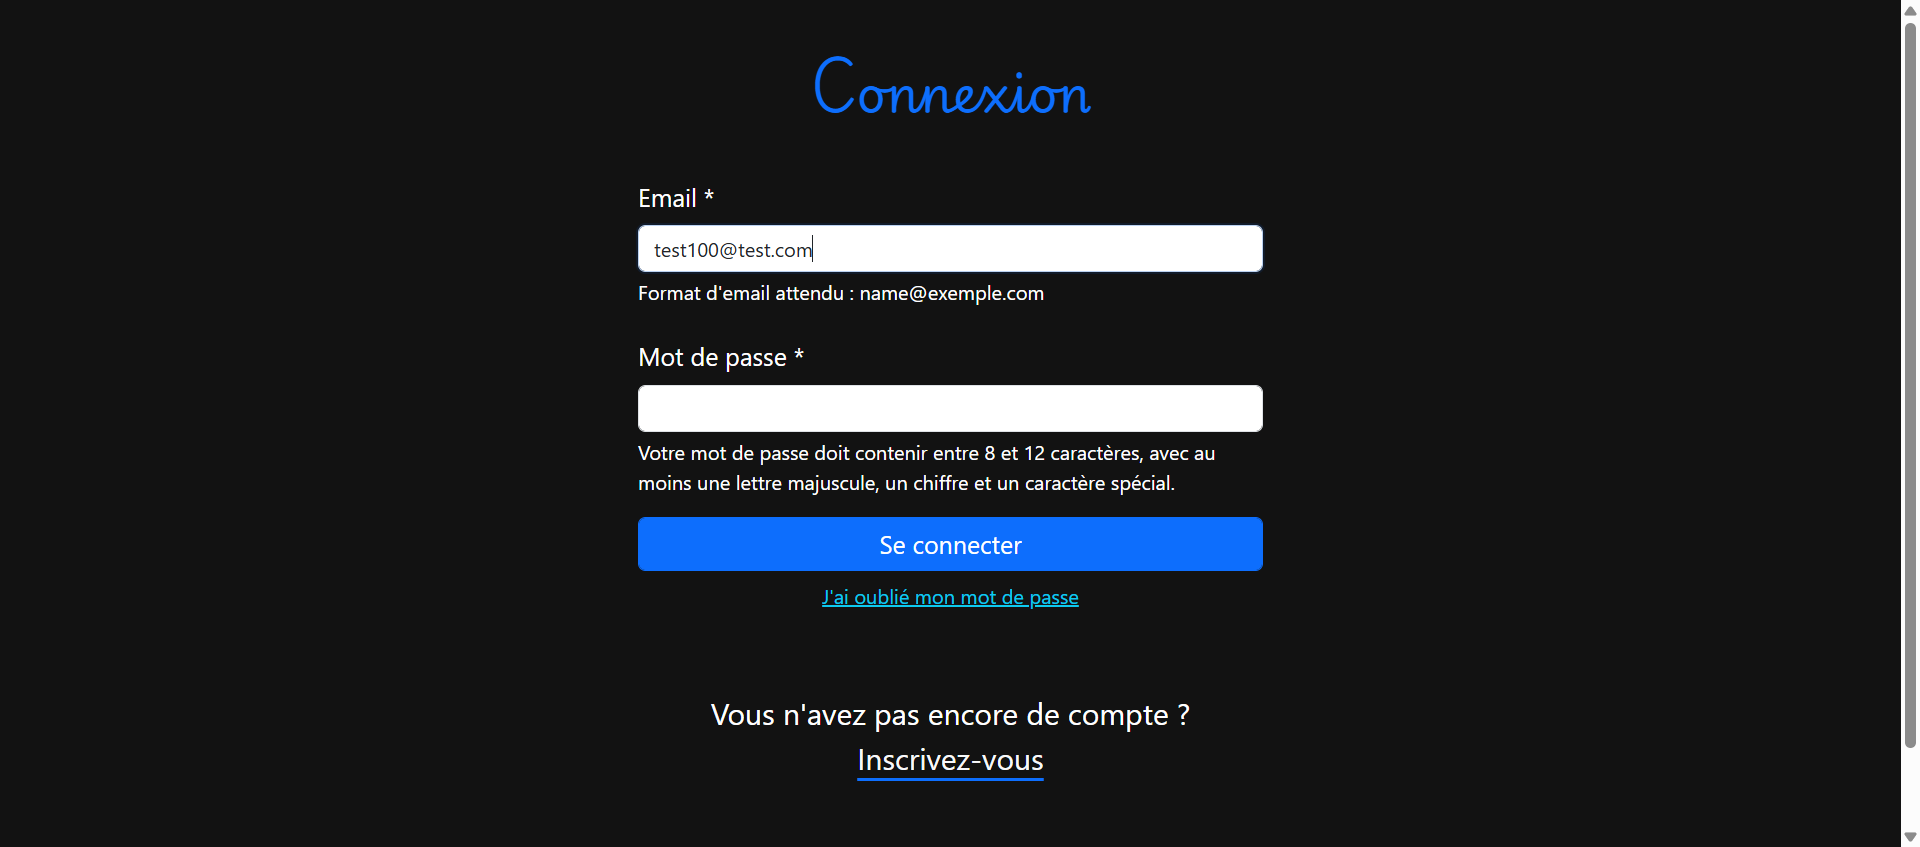 Connexion
Email *
test100@test.com
Format d'email attendu : name@exemple.com
Mot de passe *
Votre mot de passe doit contenir entre 8 et 12 caractères, avec au
moins une lettre majuscule, un chiffre et un caractère spécial.
Se connecter
J'ai oublié mon mot de passe
Vous n'avez pas encore de compte ?
Inscrivez-vous